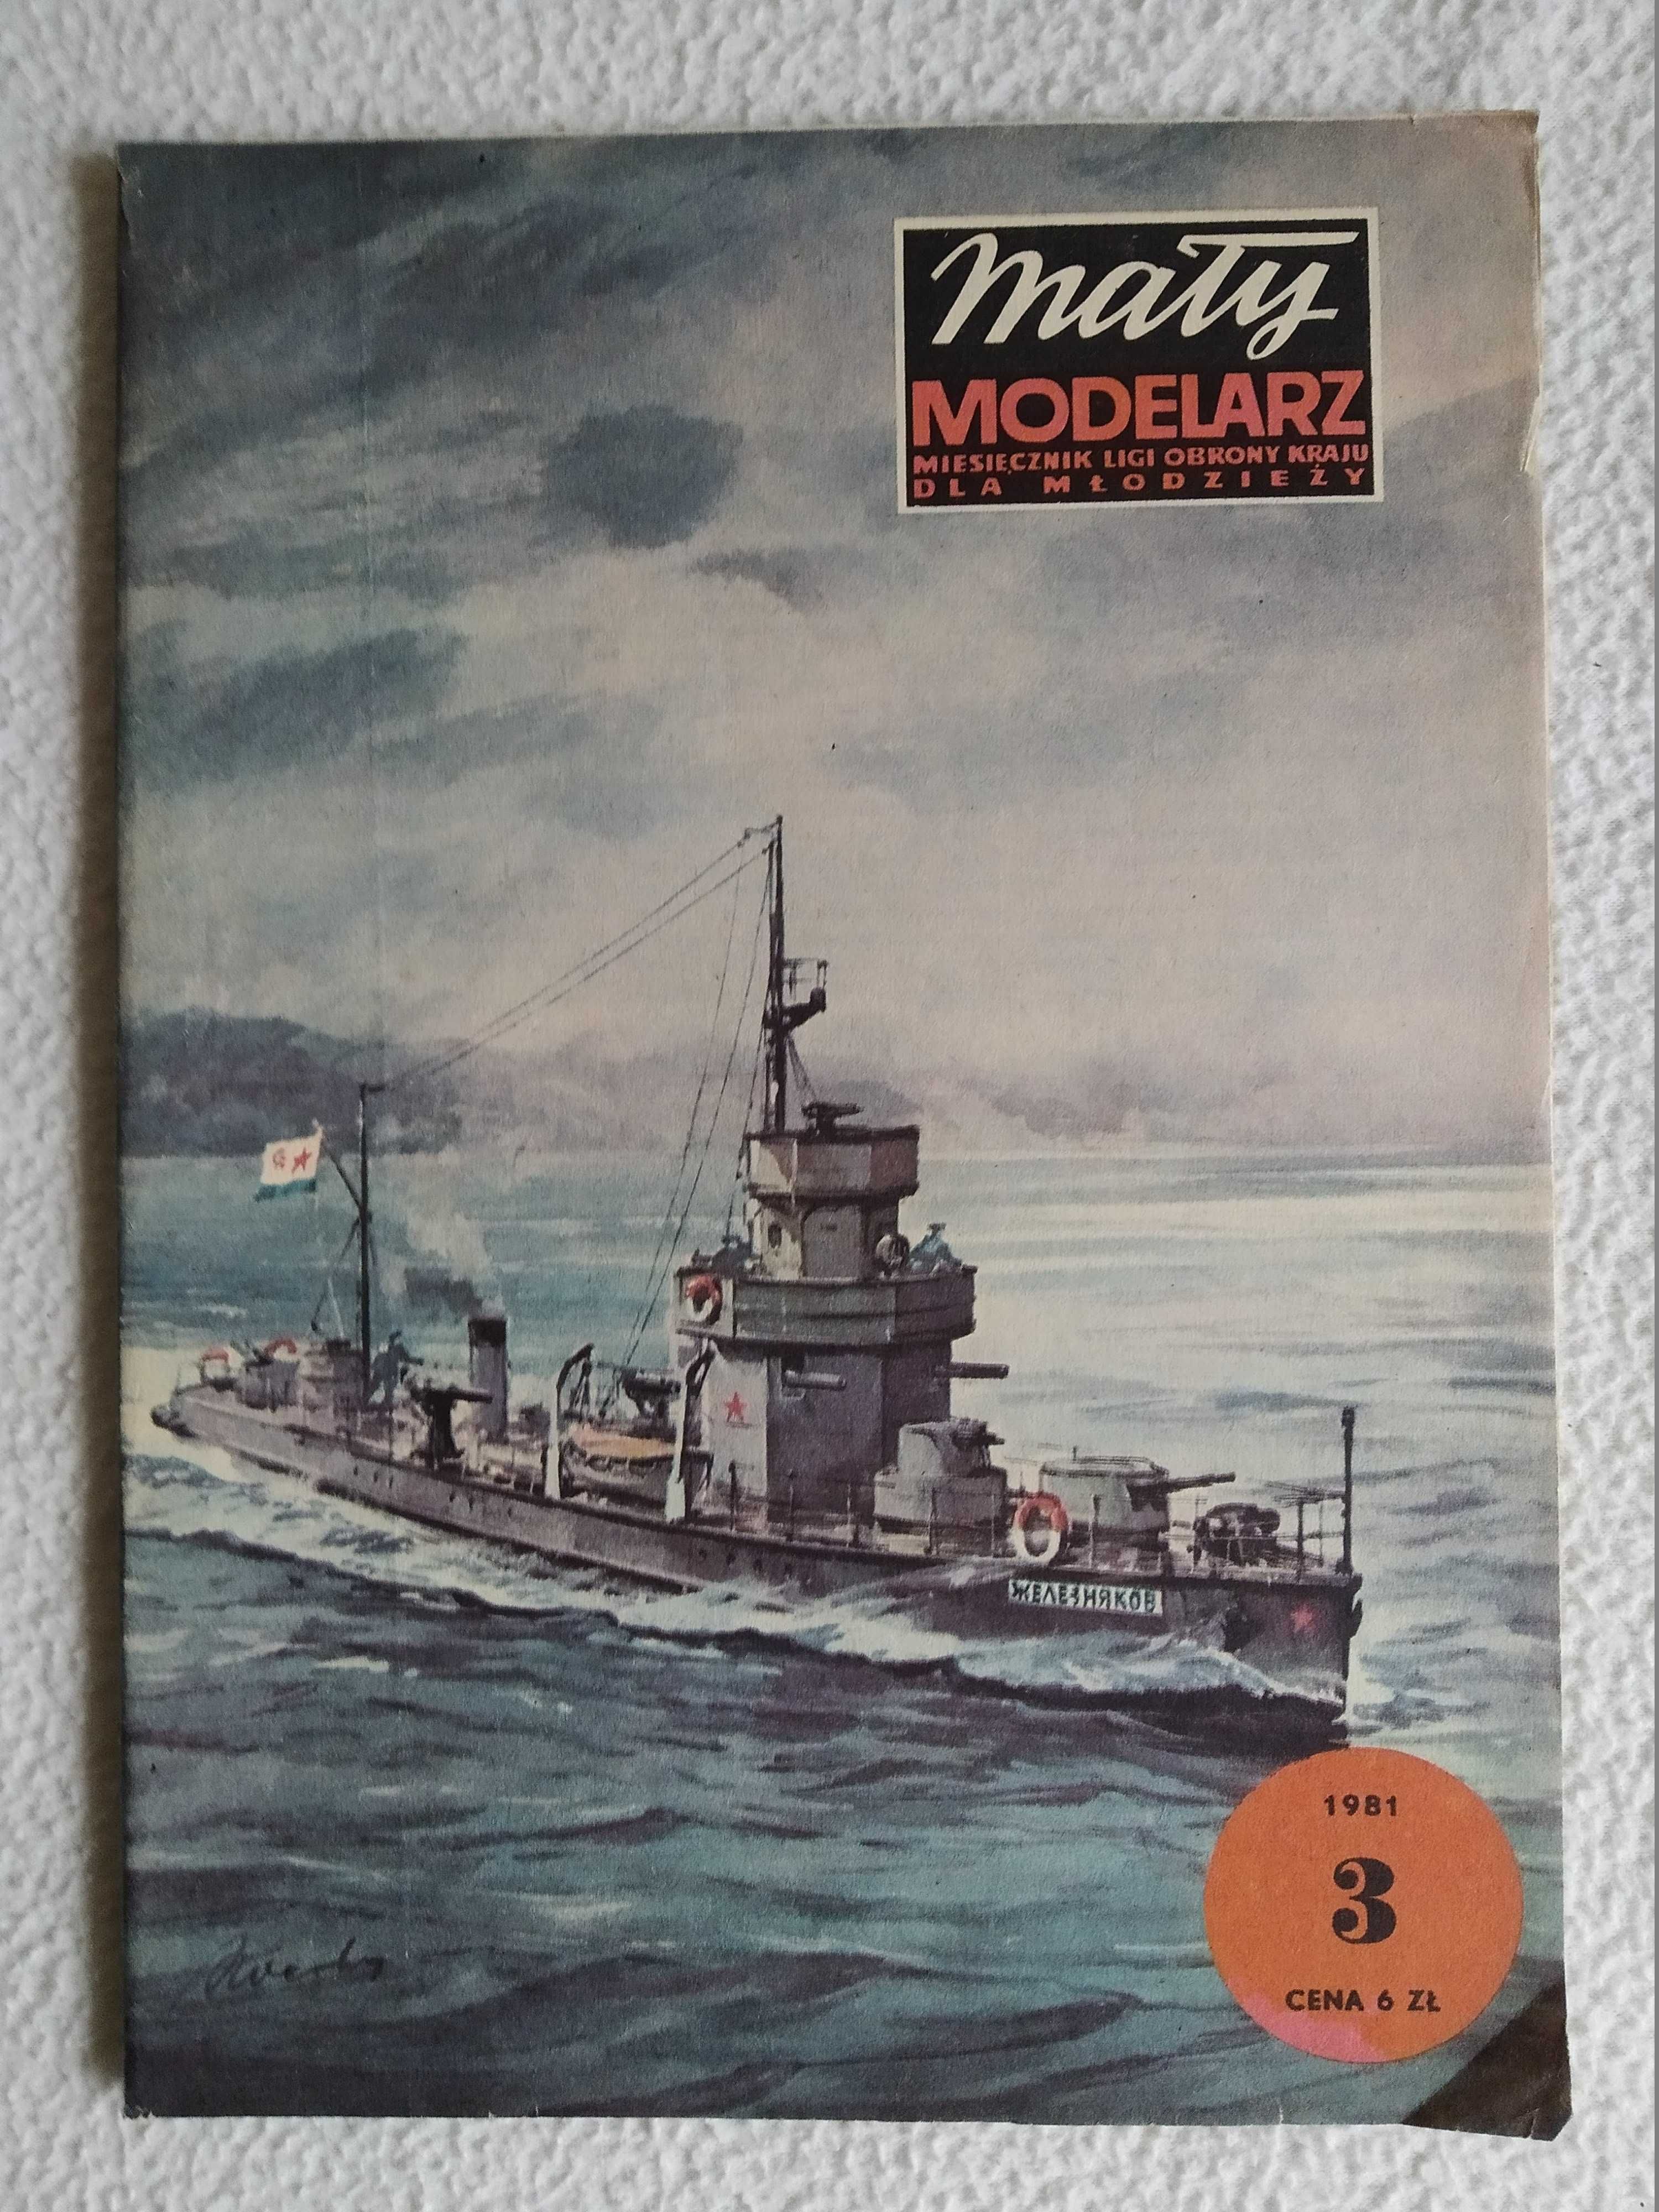 mały
MODELARZ
MIESIĘCZNIK LIGI OBRONY KRAJU
DLA MŁODZIEŻY
ЖЕЛЕЗНЯКОВ
1981
3
CENA 6 ZŁ